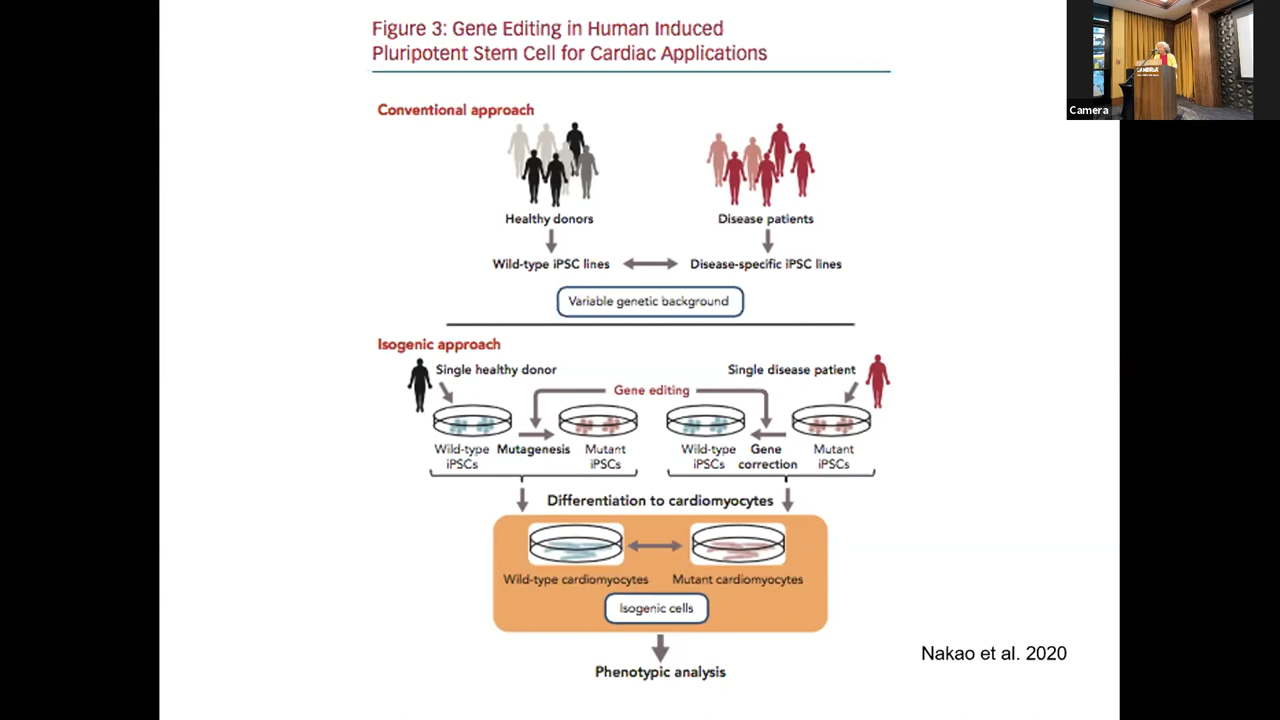 Figure 3: Gene Editing in Human Induced
Pluripotent Stem Cell for Cardiac Applications
Camera
Conventional approach
Healthy donors
Disease patients
Wild-type iPSC lines
Disease-specific iPSC lines
Variable genetic background
Isogenic approach
Single healthy donor
Single disease patient
Gene editing
Wild-type
iPSCs
Mutagenesis
Mutant
iPSCs
Wild-type
iPSCs
Gene
correction
Mutant
iPSCs
Differentiation to cardiomyocytes
Wild-type cardiomyocytes
Mutant cardiomyocytes
Isogenic cells
Phenotypic analysis
Nakao et al. 2020